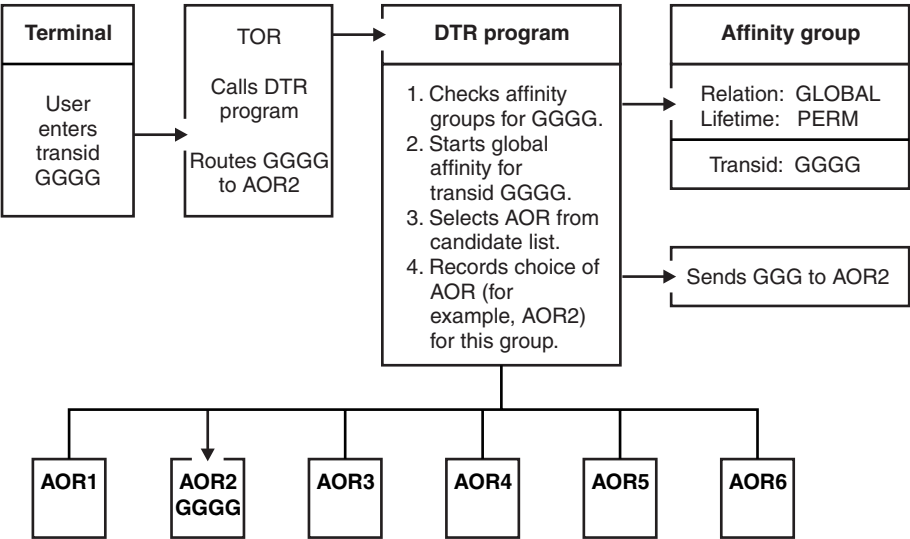 Terminal
User
enters
transid
GGGG
TOR
Calls DTR
program
Routes GGGG
to AOR2
DTR program
1. Checks affinity
groups for GGGG.
2. Starts global
affinity for
transid GGGG.
3. Selects AOR from
candidate list.
4. Records choice of
AOR (for
example, AOR2)
for this group.
Affinity group
Relation: GLOBAL
Lifetime: PERM
Transid: GGGG
Sends GGG to AOR2
AOR1
AOR2
GGGG
AOR3
AOR4
AOR5
AOR6